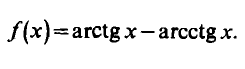 f(x)=arctg x−arcctg x.